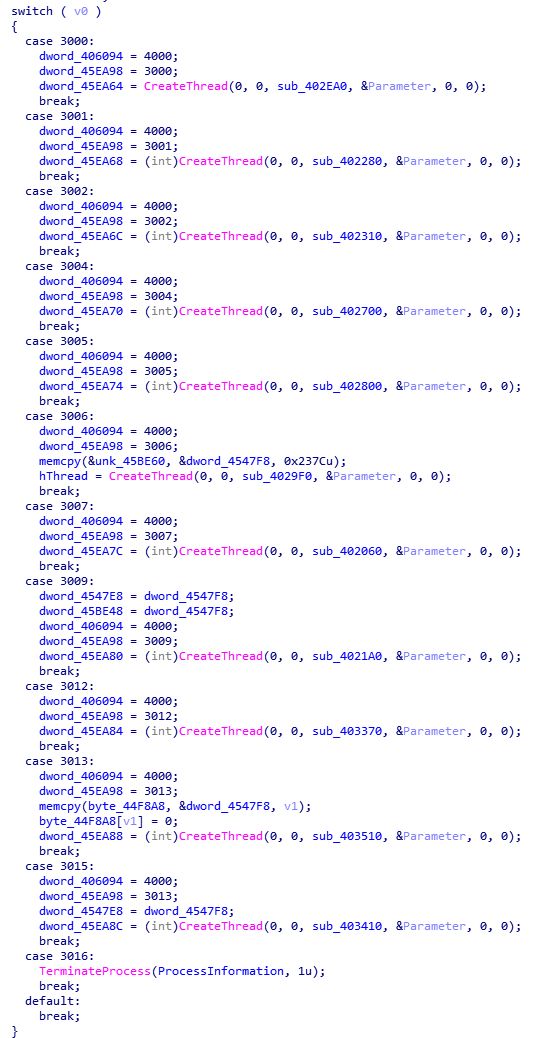 switch ( v0 )
{
case 3000:
dword_406094 = 4000;
dword_45EA98 = 3000;
dword_45EA64 = CreateThread(0, 0, sub_402EA0, &Parameter, 0, 0);
break;
case 3001:
dword_406094 = 4000;
dword_45EA98 = 3001;
dword_45EA68 = (int)CreateThread(0, 0, sub_402280, &Parameter, 0, 0);
break;
case 3002:
dword_406094 = 4000;
dword_45EA98 = 3002;
dword_45EA6C = (int)CreateThread(0, 0, sub_402310, &Parameter, 0, 0);
break;
case 3004:
dword_406094 = 4000;
dword_45EA98 = 3004;
dword_45EA70 = (int)CreateThread(0, 0, sub_402700, &Parameter, 0, 0);
break;
case 3005:
dword_406094 = 4000;
dword_45EA98 = 3005;
dword_45EA74 = (int)CreateThread(0, 0, sub_402800, &Parameter, 0, 0);
break;
case 3006:
dword_406094 = 4000;
dword_45EA98 = 3006;
memcpy(&unk_45BE60, &dword_4547F8, 0x237Cu);
hThread = CreateThread(0, 0, sub_4029F0, &Parameter, 0, 0);
break;
case 3007:
dword_406094 = 4000;
dword_45EA98 = 3007;
dword_45EA7C = (int)CreateThread(0, 0, sub_402060, &Parameter, 0, 0);
break;
case 3009:
dword_4547E8 = dword_4547F8;
dword_45BE48 = dword_4547F8;
dword_406094 = 4000;
dword_45EA98 = 3009;
dword_45EA80 = (int)CreateThread(0, 0, sub_4021A0, &Parameter, 0, 0);
break;
case 3012:
dword_406094 = 4000;
dword_45EA98 = 3012;
dword_45EA84 = (int)CreateThread(0, 0, sub_403370, &Parameter, 0, 0);
break;
case 3013:
dword_406094 = 4000;
dword_45EA98 = 3013;
memcpy(byte_44F8A8, &dword_4547F8, v1);
byte_44F8A8[v1] = 0;
dword_45EA88 = (int)CreateThread(0, 0, sub_403510, &Parameter, 0, 0);
break;
case 3015:
dword_406094 = 4000;
dword_45EA98 = 3013;
dword_4547E8 = dword_4547F8;
dword_45EA8C = (int)CreateThread(0, 0, sub_403410, &Parameter, 0, 0);
break;
case 3016:
TerminateProcess(ProcessInformation, 1u);
break;
default:
break;
}